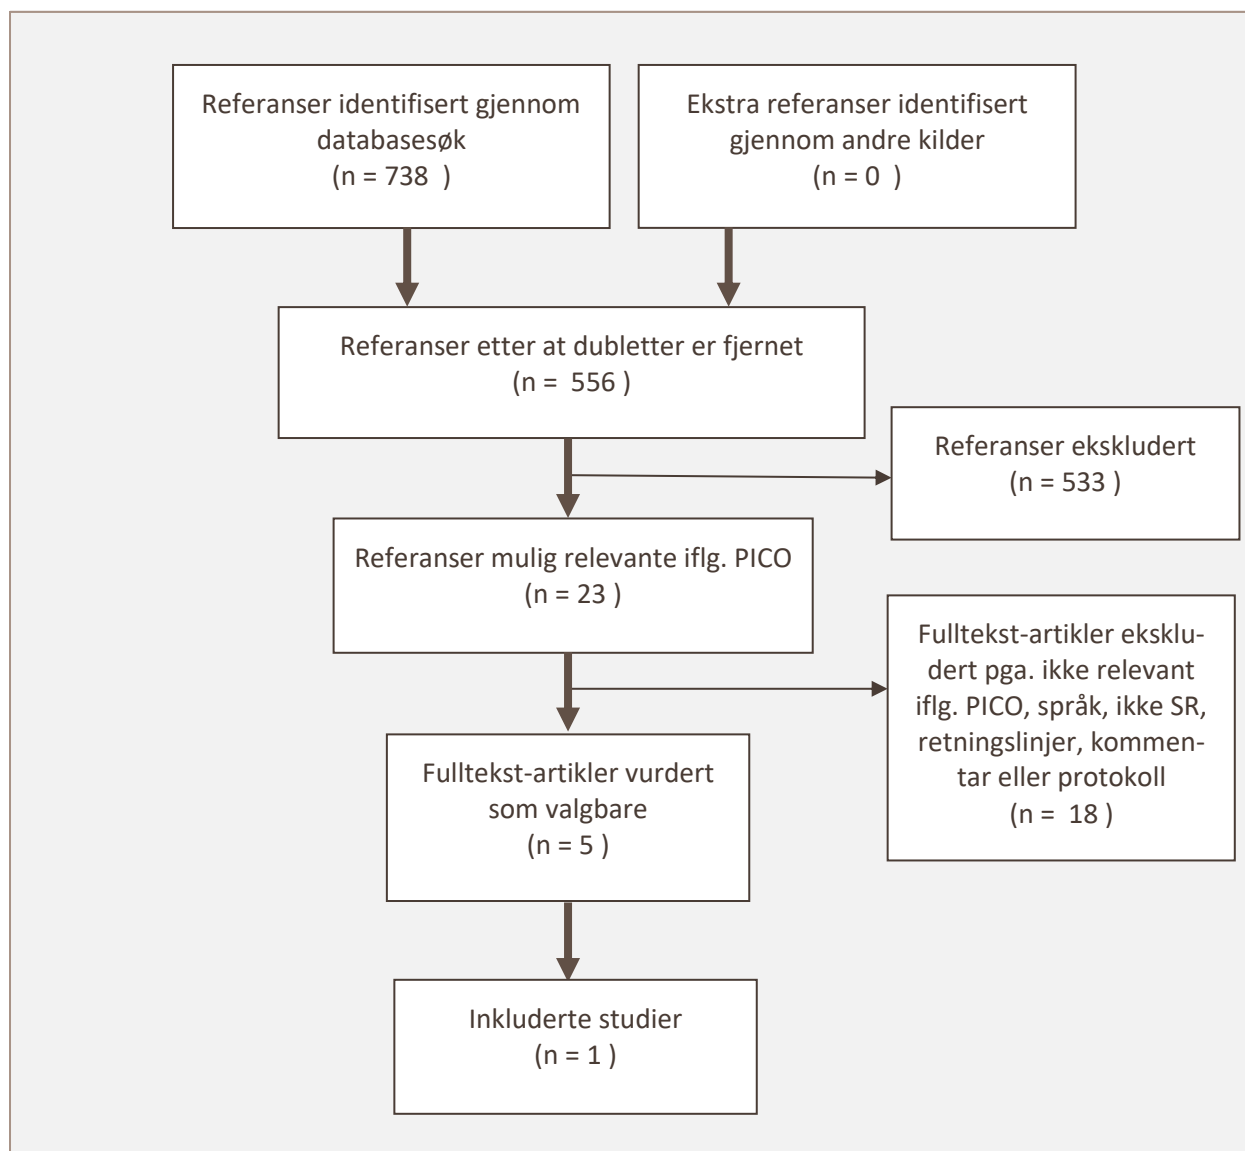 Referanser identifisert gjennom
databasesøk
(n = 738 )
Ekstra referanser identifisert
gjennom andre kilder
(n = 0 )
Referanser etter at dubletter er fjernet
(n = 556 )
Referanser ekskludert
(n = 533 )
Referanser mulig relevante iflg. PICO
(n = 23 )
Fulltekst-artikler eksklu-
dert pga. ikke relevant
iflg. PICO, språk, ikke SR,
retningslinjer, kommen-
tar eller protokoll
(n = 18 )
Fulltekst-artikler vurdert
som valgbare
(n = 5 )
Inkluderte studier
(n = 1 )